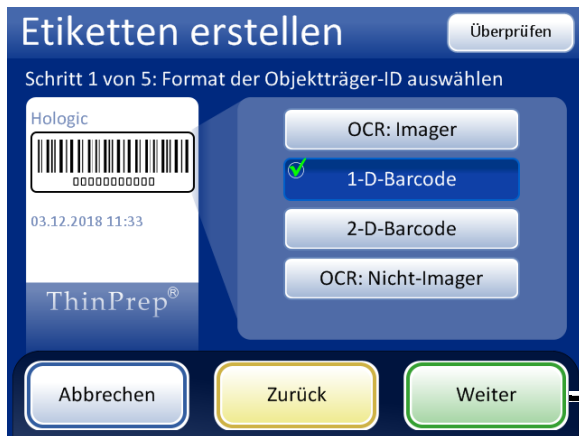 Etiketten erstellen
Überprüfen
Schritt 1 von 5: Format der Objektträger-ID auswählen
Hologic
00000000000
03.12.2018 11:33
ThinPrep®
OCR: Imager
1-D-Barcode
2-D-Barcode
OCR: Nicht-Imager
Abbrechen
Zurück
Weiter